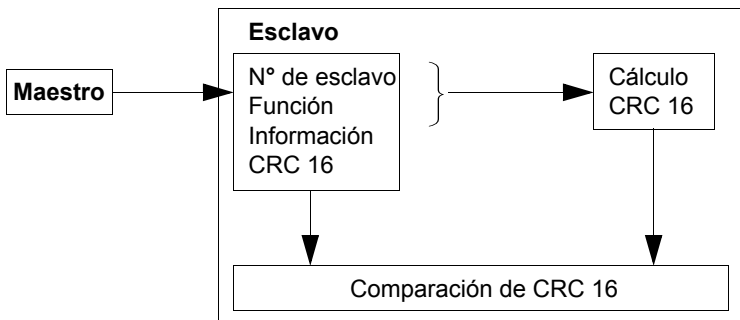 Esclavo
Maestro
N° de esclavo
Función
Información
CRC 16
Cálculo
CRC 16
Comparación de CRC 16